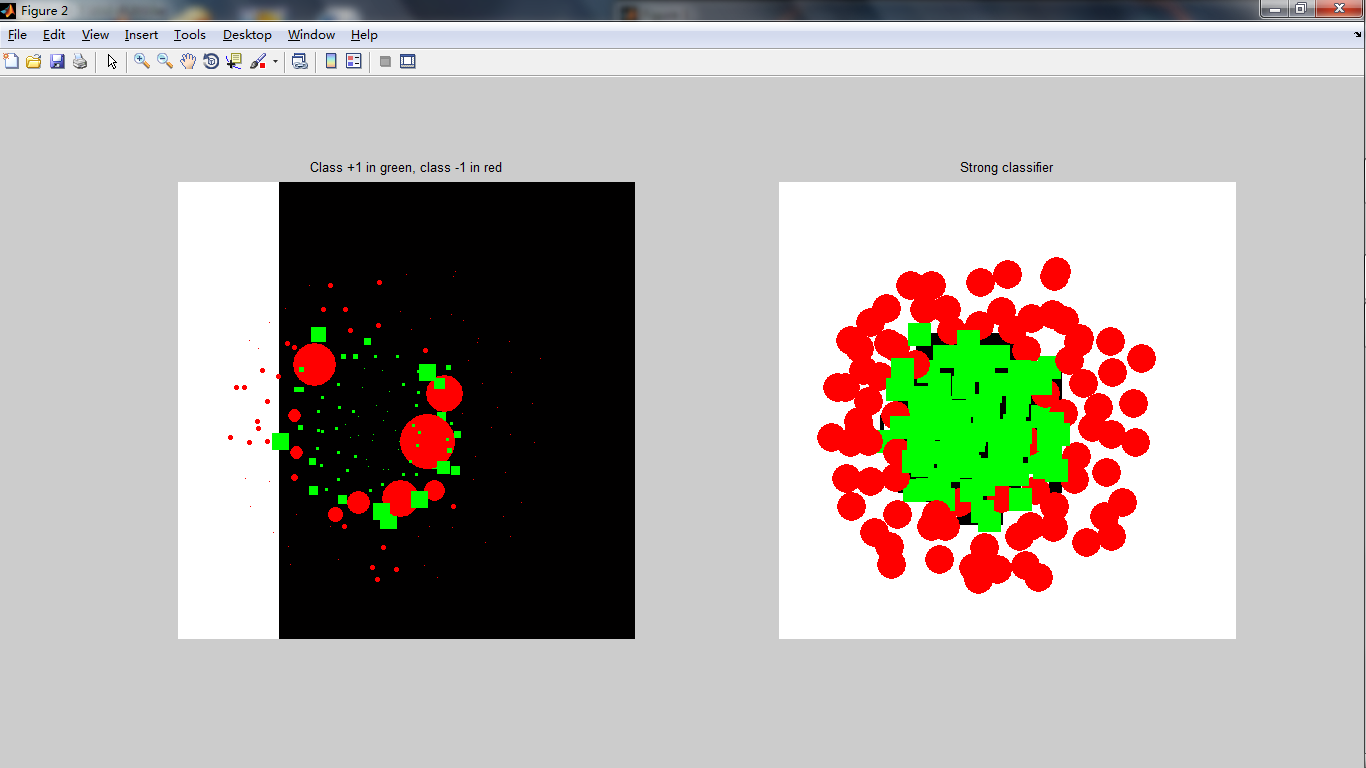 Figure 2
File Edit View Insert Tools Desktop Window Help
Class +1 in green, class -1 in red
Strong classifier